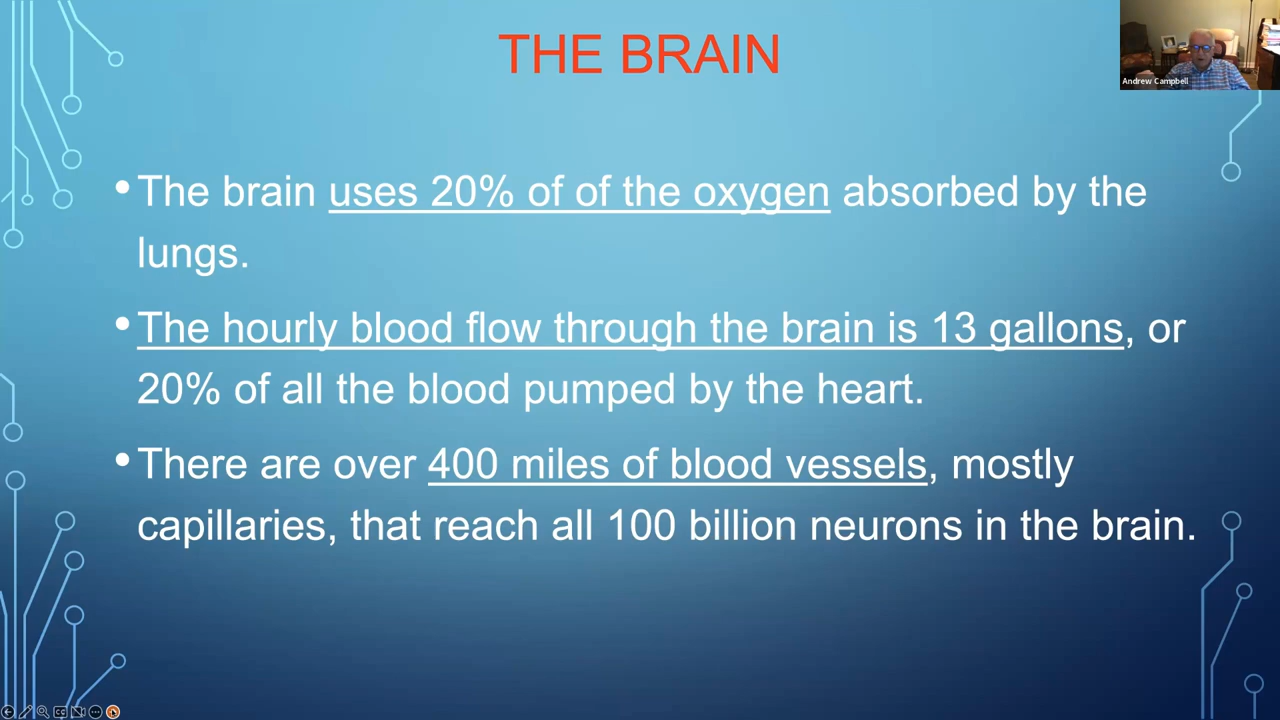 THE BRAIN
Andrew Campbell
• The brain uses 20% of of the oxygen absorbed by the
lungs.
• The hourly blood flow through the brain is 13 gallons, or
20% of all the blood pumped by the heart.
• There are over 400 miles of blood vessels, mostly
capillaries, that reach all 100 billion neurons in the brain.
CC